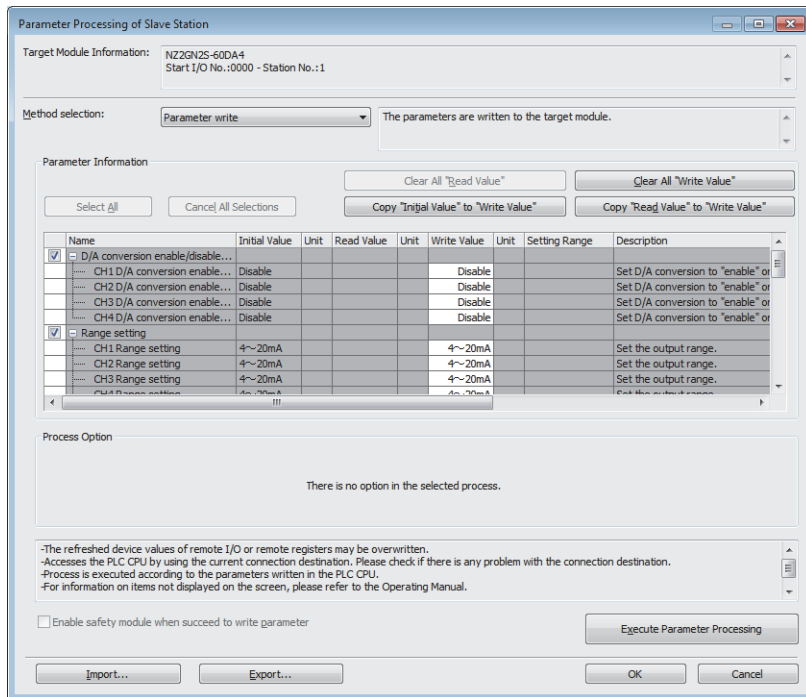 Parameter Processing of Slave Station
Target Module Information:
NZ2GN2S-60DA4
Start I/O No.:0000 - Station No.:1
Method selection:
Parameter write
The parameters are written to the target module.
Parameter Information
Clear All "Read Value"
Clear All "Write Value"
Select All
Cancel All Selections
Copy "Initial Value" to "Write Value"
Copy "Read Value" to "Write Value"
Name Initial Value Unit Read Value Unit Write Value Unit Setting Range Description
D/A conversion enable/disable...
CH1 D/A conversion enable... Disable Disable Set D/A conversion to "enable" or
CH2 D/A conversion enable... Disable Disable Set D/A conversion to "enable" or
CH3 D/A conversion enable... Disable Disable Set D/A conversion to "enable" or
CH4 D/A conversion enable... Disable Disable Set D/A conversion to "enable" or
Range setting
CH1 Range setting 4～20mA 4～20mA Set the output range.
CH2 Range setting 4～20mA 4～20mA Set the output range.
CH3 Range setting 4～20mA 4～20mA Set the output range.
CH4 Range setting 4～20mA 4～20mA Set the output range.
Process Option
There is no option in the selected process.
-The refreshed device values of remote I/O or remote registers may be overwritten.
-Accesses the PLC CPU by using the current connection destination. Please check if there is any problem with the connection destination.
-Process is executed according to the parameters written in the PLC CPU.
-For information on items not displayed on the screen, please refer to the Operating Manual.
Enable safety module when succeed to write parameter
Execute Parameter Processing
Import...
Export...
OK
Cancel